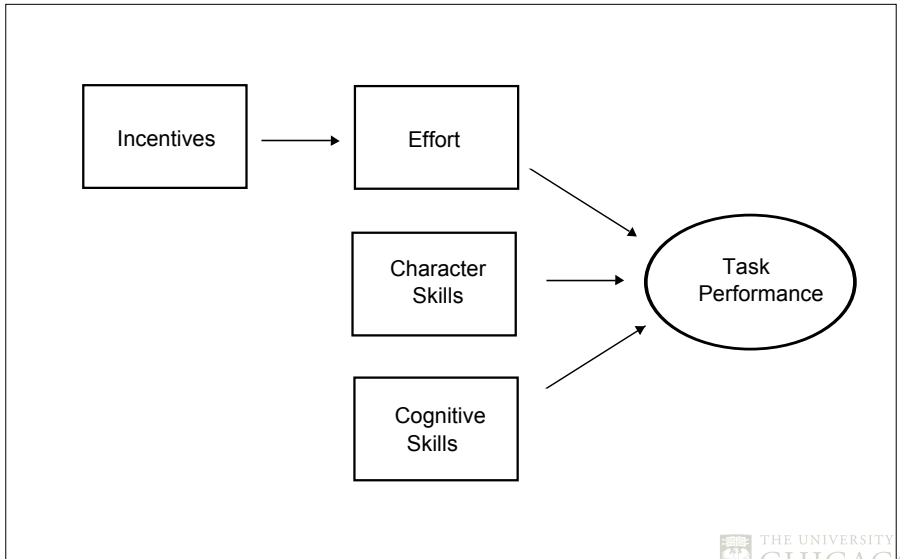 Incentives
Effort
Character
Skills
Task
Performance
Cognitive
Skills
THE UNIVERSITY